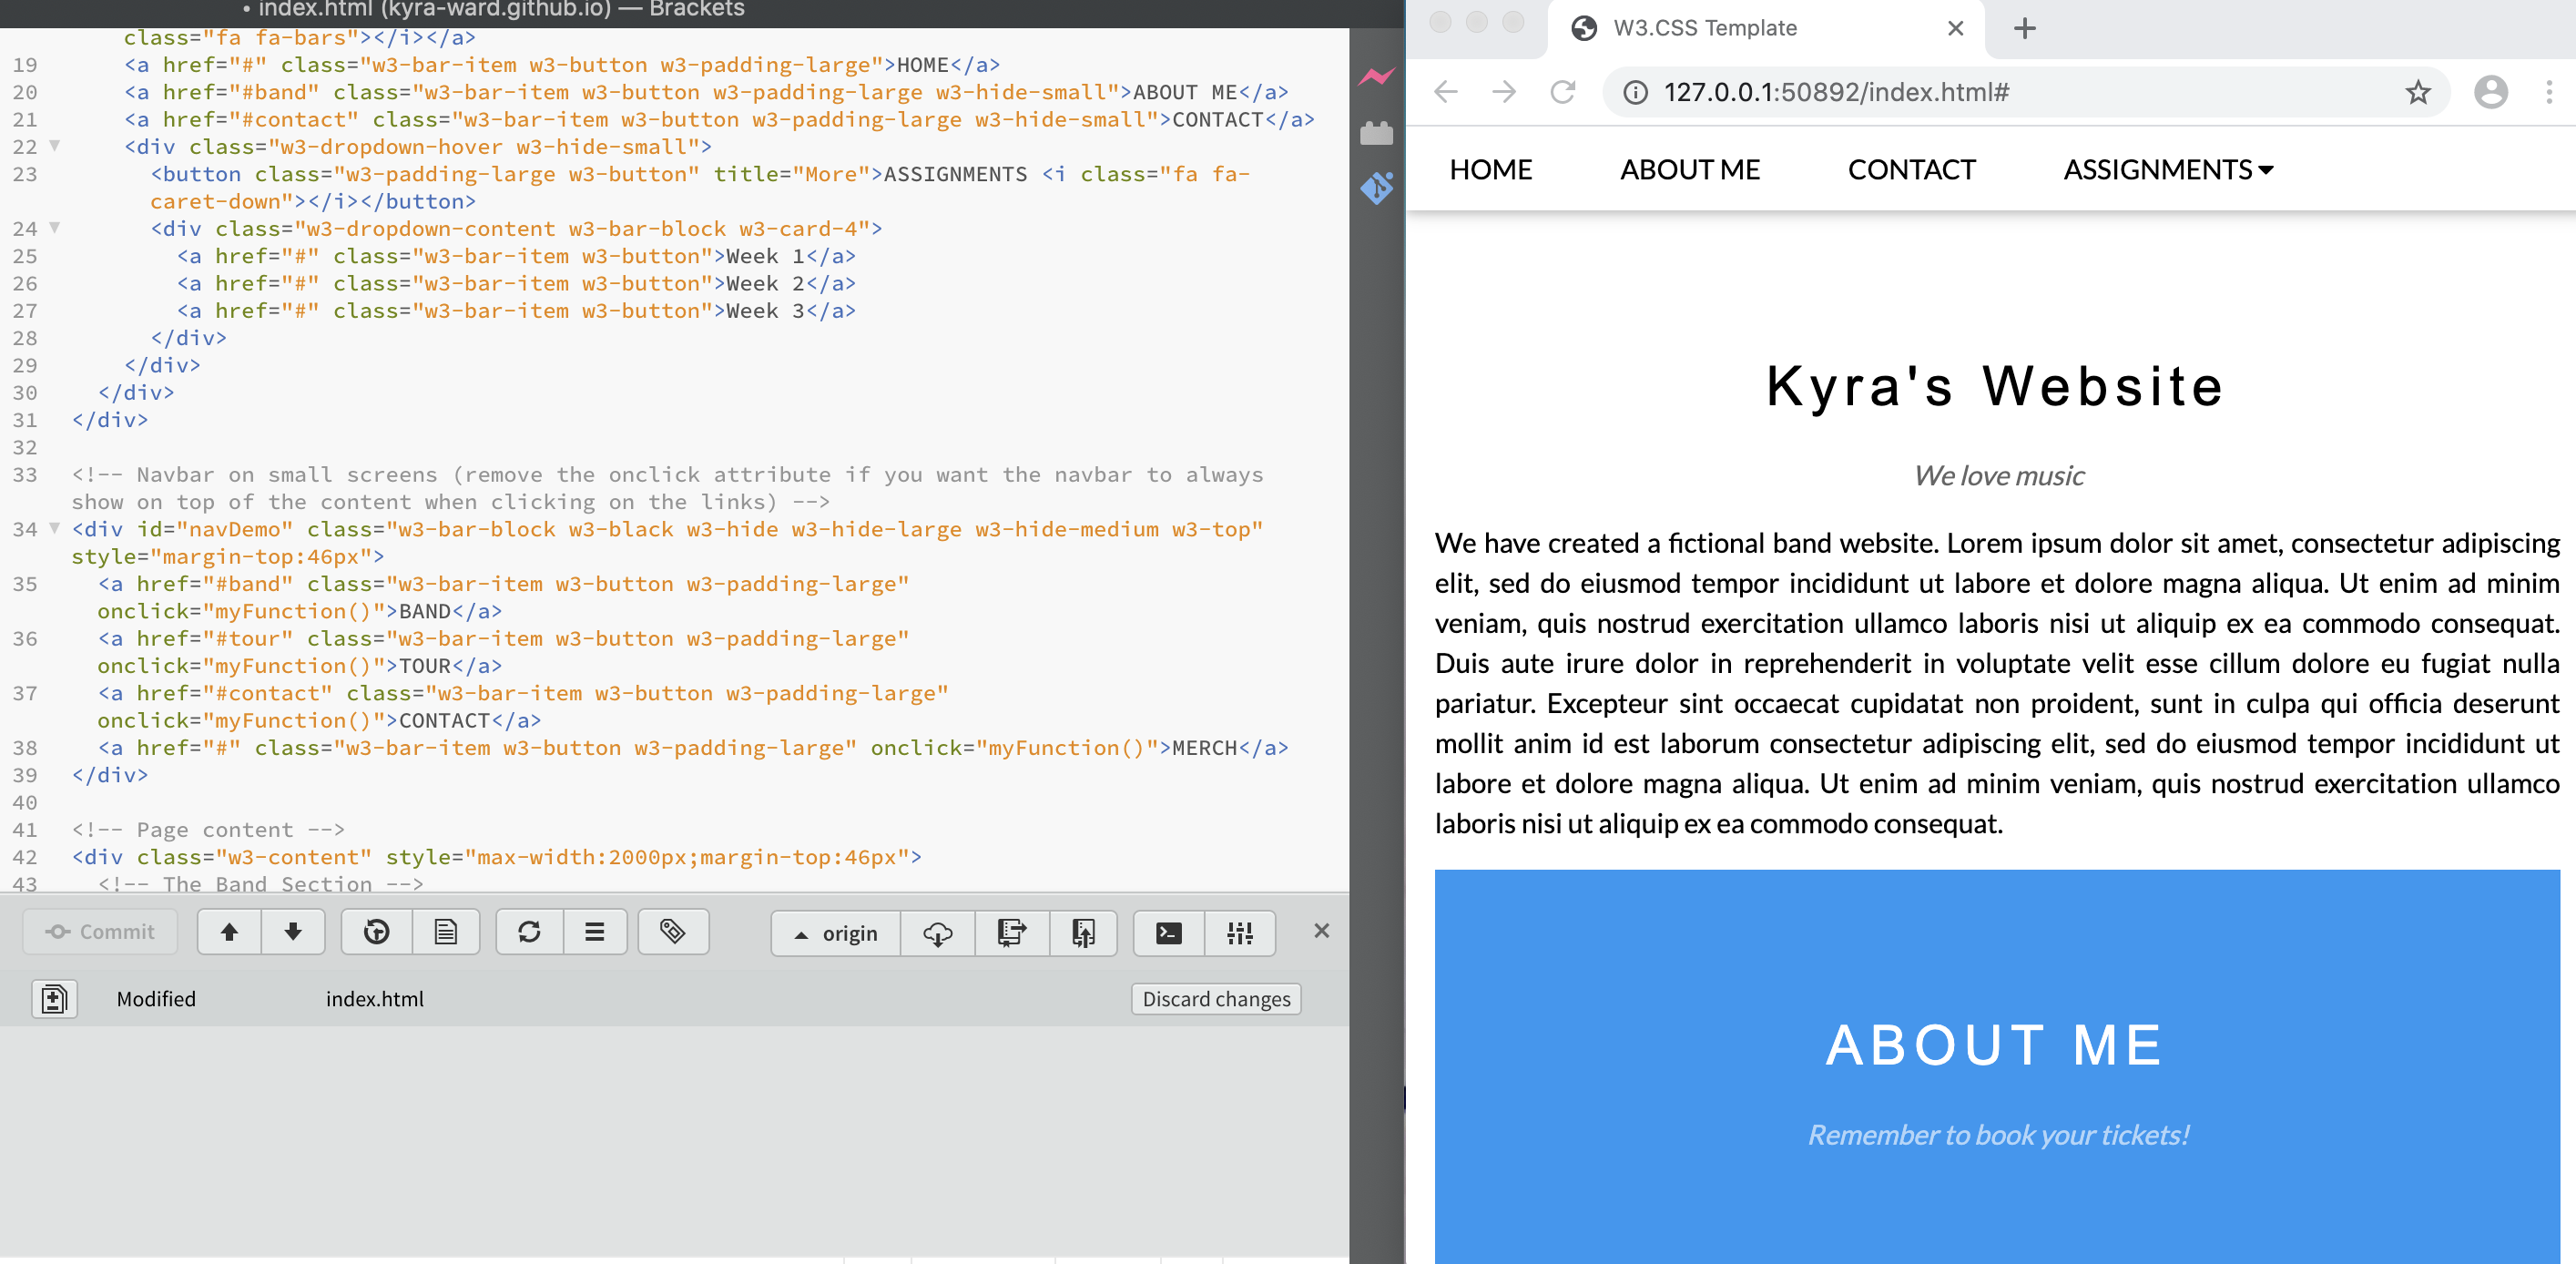 • index.html (kyra-ward.github.io) — Brackets
class="fa fa-bars"></i></a>
19 <a href="#" class="w3-bar-item w3-button w3-padding-large">HOME</a>
20 <a href="#band" class="w3-bar-item w3-button w3-padding-large w3-hide-small">ABOUT ME</a>
21 <a href="#contact" class="w3-bar-item w3-button w3-padding-large w3-hide-small">CONTACT</a>
22 <div class="w3-dropdown-hover w3-hide-small">
23 <button class="w3-padding-large w3-button" title="More">ASSIGNMENTS <i class="fa fa-
caret-down"></i></button>
24 <div class="w3-dropdown-content w3-bar-block w3-card-4">
25 <a href="#" class="w3-bar-item w3-button">Week 1</a>
26 <a href="#" class="w3-bar-item w3-button">Week 2</a>
27 <a href="#" class="w3-bar-item w3-button">Week 3</a>
28 </div>
29 </div>
30 </div>
31 </div>
32
33 <!-- Navbar on small screens (remove the onclick attribute if you want the navbar to always
show on top of the content when clicking on the links) -->
34 <div id="navDemo" class="w3-bar-block w3-black w3-hide w3-hide-large w3-hide-medium w3-top"
style="margin-top:46px">
35 <a href="#band" class="w3-bar-item w3-button w3-padding-large"
onclick="myFunction()">BAND</a>
36 <a href="#tour" class="w3-bar-item w3-button w3-padding-large"
onclick="myFunction()">TOUR</a>
37 <a href="#contact" class="w3-bar-item w3-button w3-padding-large"
onclick="myFunction()">CONTACT</a>
38 <a href="#" class="w3-bar-item w3-button w3-padding-large" onclick="myFunction()">MERCH</a>
39 </div>
40
41 <!-- Page content -->
42 <div class="w3-content" style="max-width:2000px;margin-top:46px">
43 <!-- The Band Section -->
Commit
origin
Modified index.html Discard changes
W3.CSS Template
127.0.0.1:50892/index.html#
HOME ABOUT ME CONTACT ASSIGNMENTS
Kyra's Website
We love music
We have created a fictional band website. Lorem ipsum dolor sit amet, consectetur adipiscing
elit, sed do eiusmod tempor incididunt ut labore et dolore magna aliqua. Ut enim ad minim
veniam, quis nostrud exercitation ullamco laboris nisi ut aliquip ex ea commodo consequat.
Duis aute irure dolor in reprehenderit in voluptate velit esse cillum dolore eu fugiat nulla
pariatur. Excepteur sint occaecat cupidatat non proident, sunt in culpa qui officia deserunt
mollit anim id est laborum consectetur adipiscing elit, sed do eiusmod tempor incididunt ut
labore et dolore magna aliqua. Ut enim ad minim veniam, quis nostrud exercitation ullamco
laboris nisi ut aliquip ex ea commodo consequat.
ABOUT ME
Remember to book your tickets!